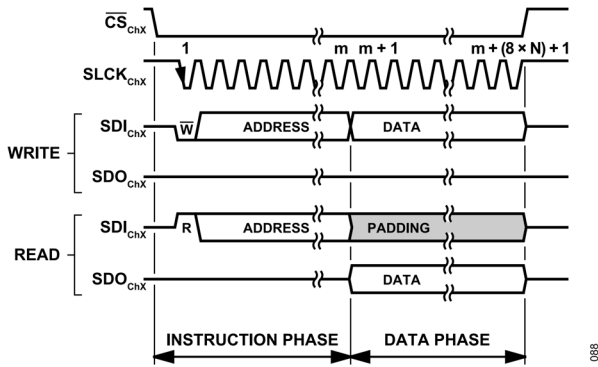 CS ChX
1 m m + 1 m + (8 × N) + 1
SLCK ChX
SDI ChX W ADDRESS DATA
WRITE
SDO ChX
SDI ChX R ADDRESS PADDING
READ
SDO ChX DATA
INSTRUCTION PHASE DATA PHASE
088